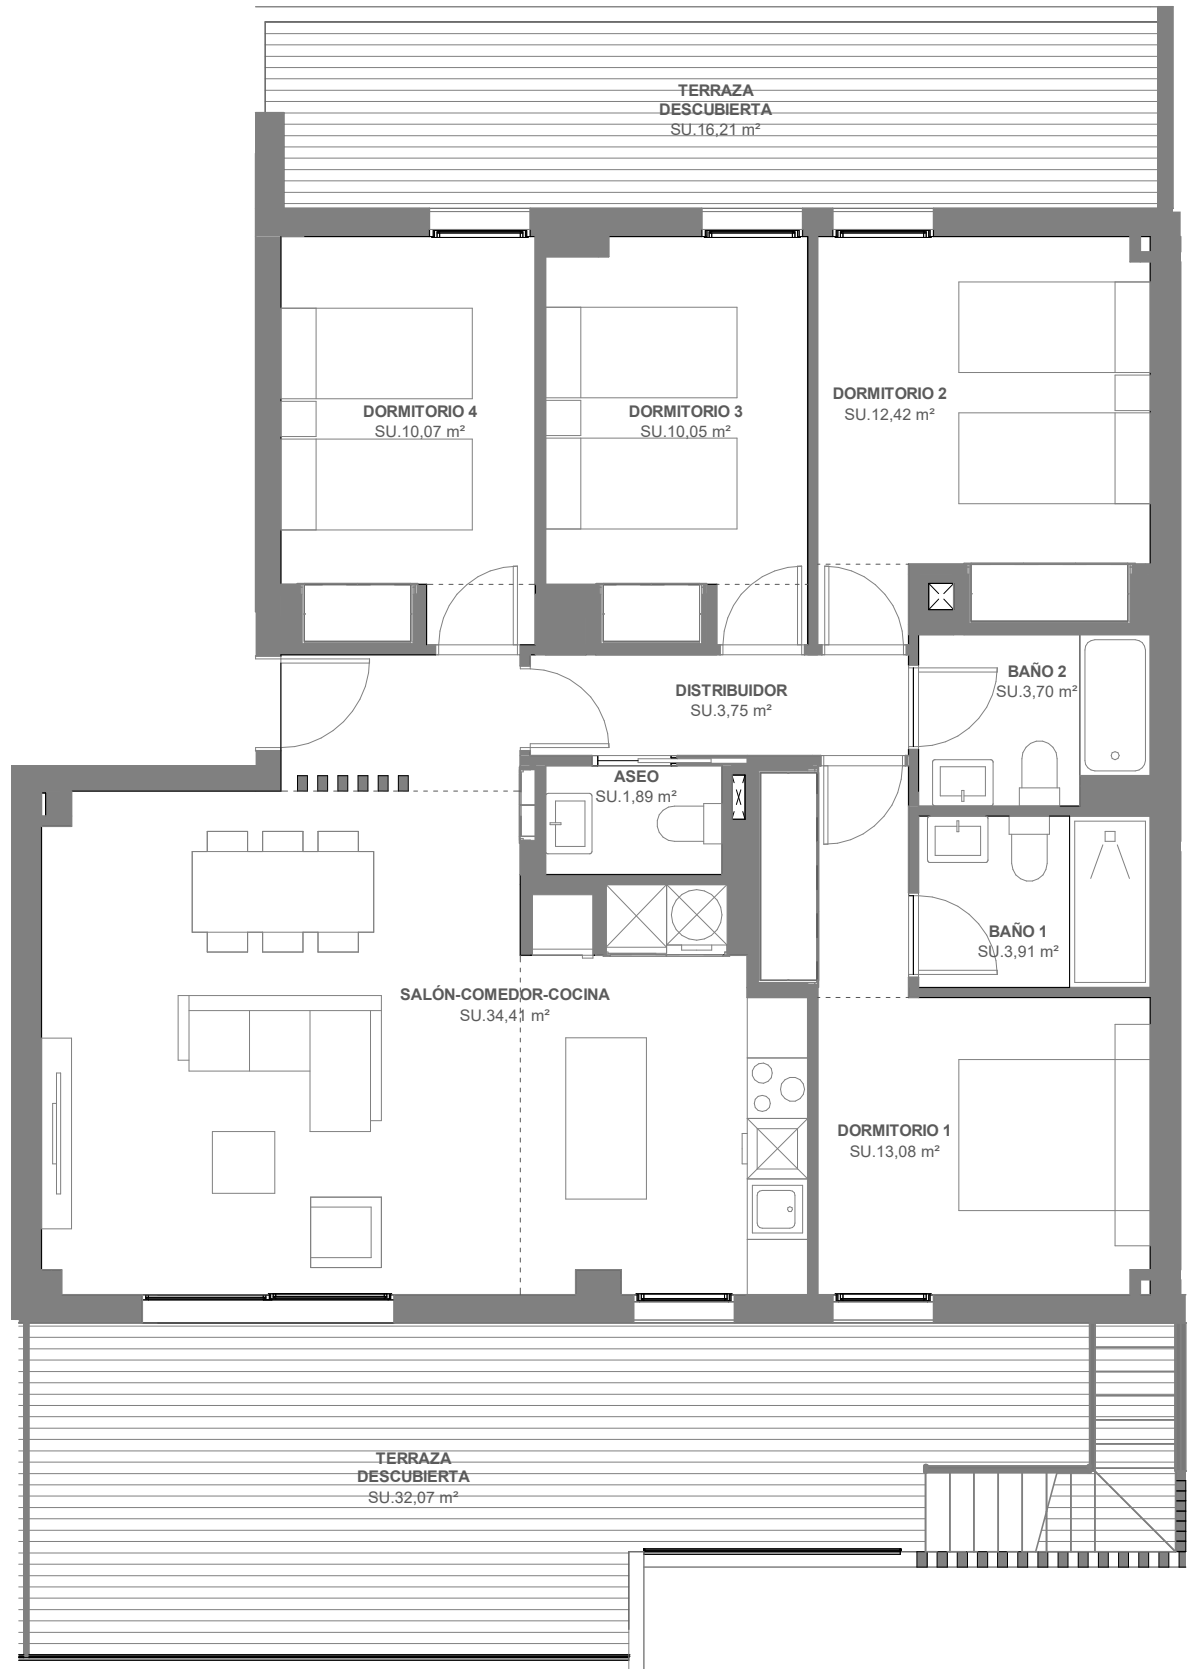 TERRAZA
DESCUBIERTA
SU.16,21 m²
DORMITORIO 4
SU.10,07 m²
DORMITORIO 3
SU.10,05 m²
DORMITORIO 2
SU.12,42 m²
DISTRIBUIDOR
SU.3,75 m²
BAÑO 2
SU.3,70 m²
ASEO
SU.1,89 m²
BAÑO 1
SU.3,91 m²
SALÓN-COMEDOR-COCINA
SU.34,41 m²
DORMITORIO 1
SU.13,08 m²
TERRAZA
DESCUBIERTA
SU.32,07 m²